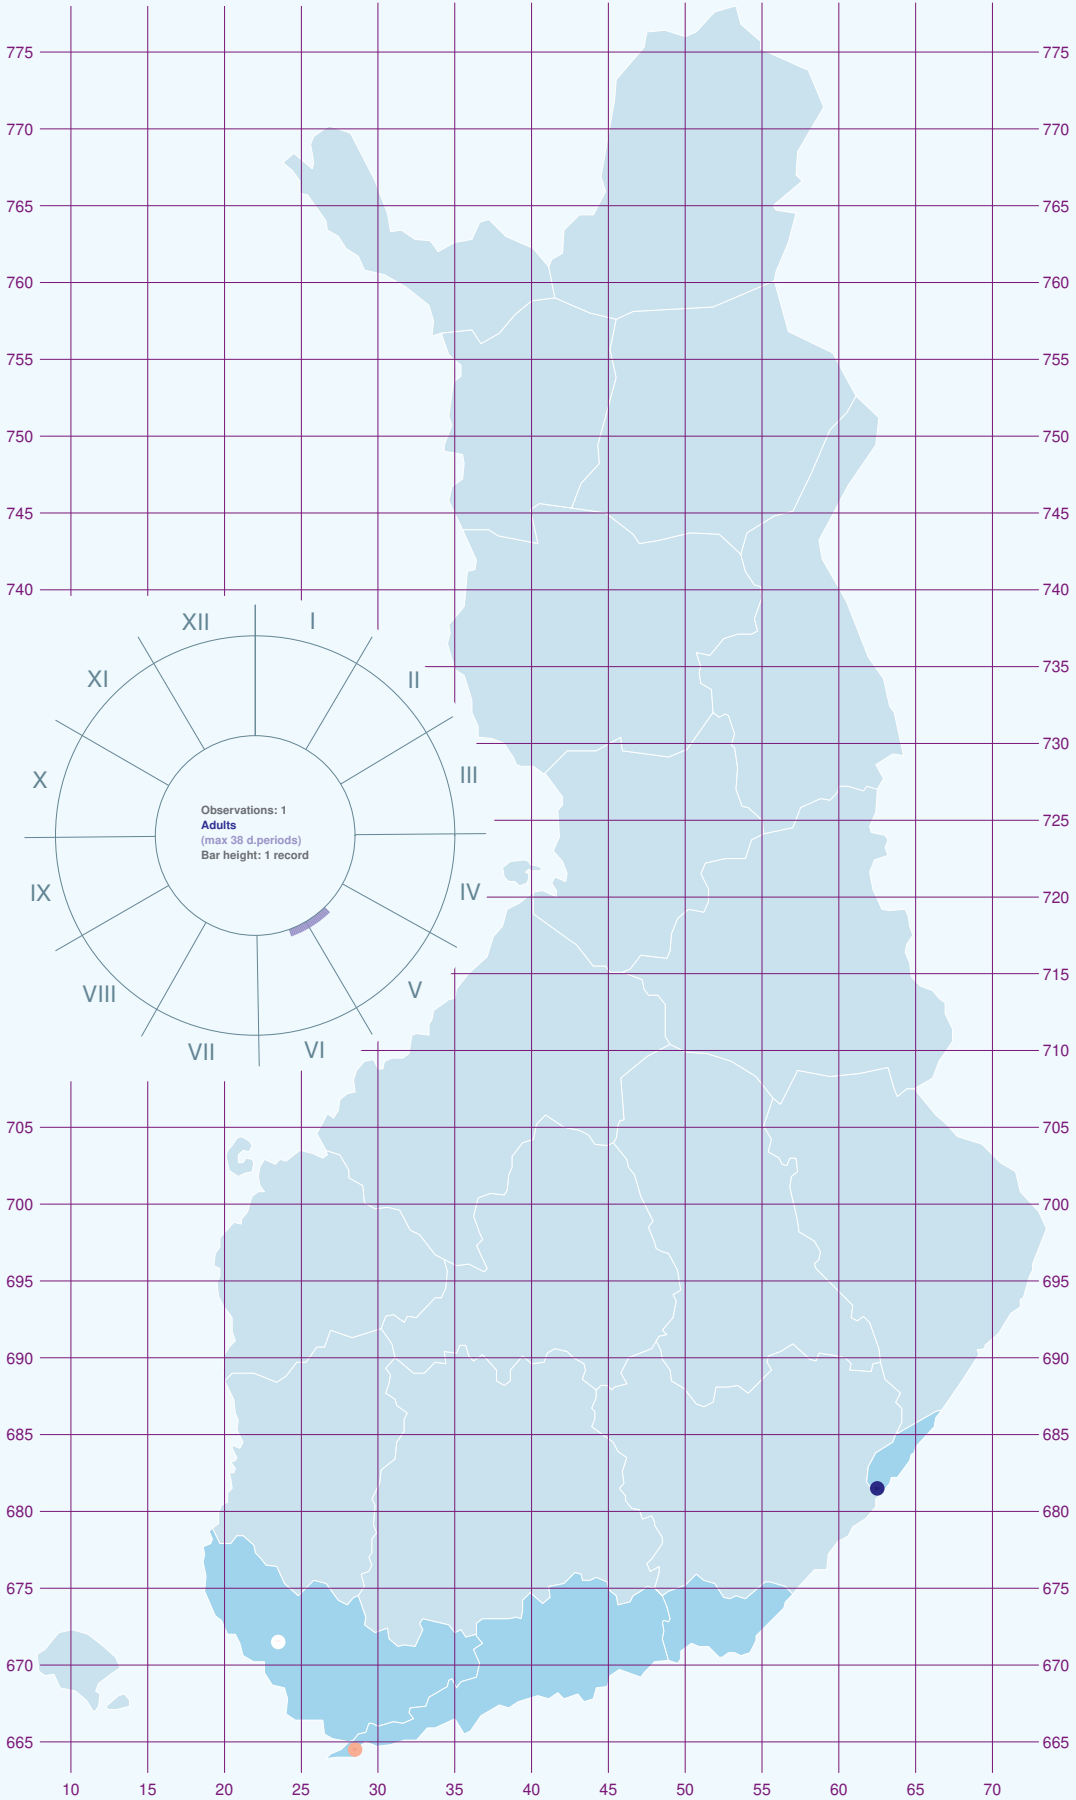 775 775
770 770
765 765
760 760
755 755
750 750
745 745
740 740
XII I
735
XI II
730
X III
Observations: 1
Adults
(max 38 d.periods)
Bar height: 1 record
725
IX IV
720
715
VIII V
VII VI
710
705 705
700 700
695 695
690 690
685 685
680 680
675 675
670 670
665 665
10 15 20 25 30 35 40 45 50 55 60 65 70